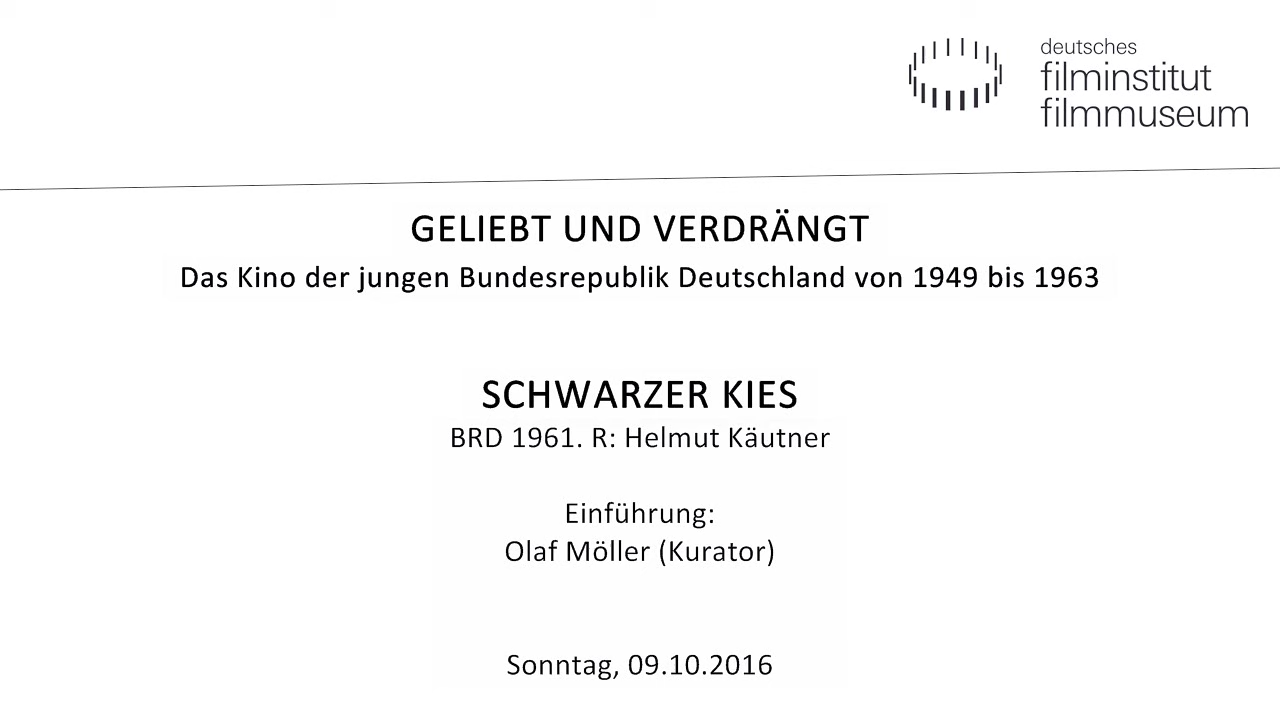 deutsches
filminstitut
filmmuseum
GELIEBT UND VERDRÄNGT
Das Kino der jungen Bundesrepublik Deutschland von 1949 bis 1963
SCHWARZER KIES
BRD 1961. R: Helmut Käutner
Einführung:
Olaf Möller (Kurator)
Sonntag, 09.10.2016